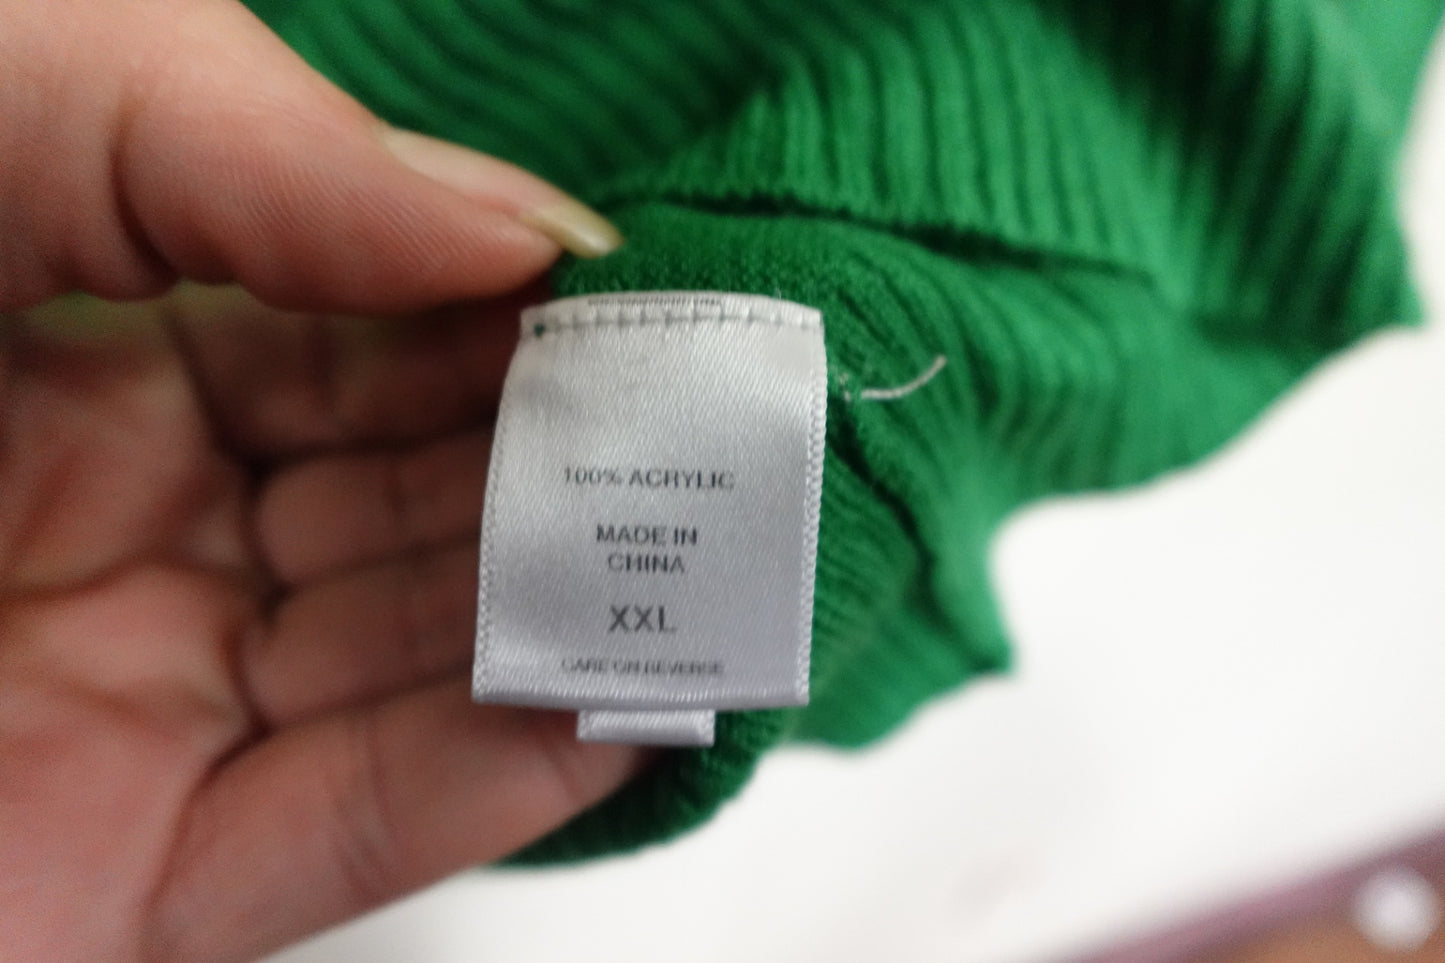 100% ACRYLIC
MADE IN
CHINA
XXL
CARE ON REVERSE